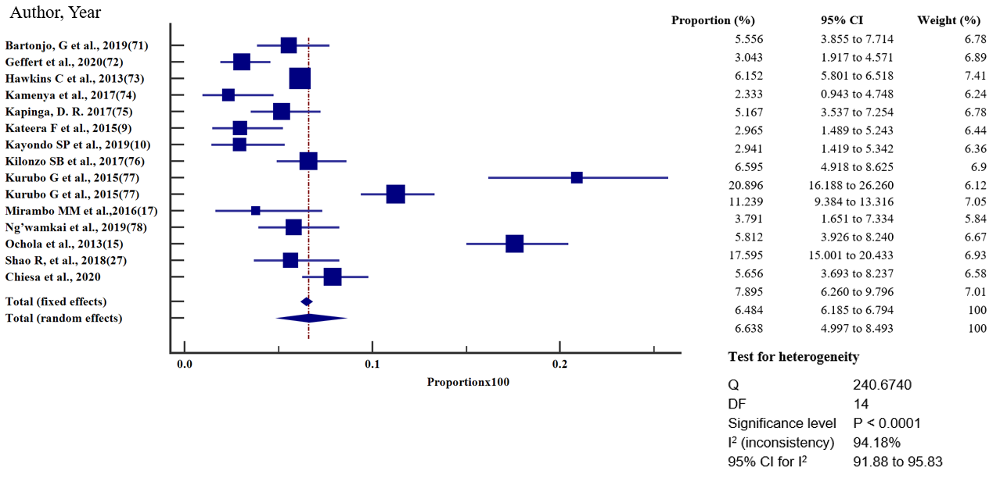 Author, Year
Proportion (%) 95% CI Weight (%)
Bartonjo, G et al., 2019(71) 5.556 3.855 to 7.714 6.78
Geffert et al., 2020(72) 3.043 1.917 to 4.571 6.89
Hawkins C et al., 2013(73) 6.152 5.801 to 6.518 7.41
Kamenya et al., 2017(74) 2.333 0.943 to 4.748 6.24
Kapinga, D. R. 2017(75) 5.167 3.537 to 7.254 6.78
Kateera F et al., 2015(9) 2.965 1.489 to 5.243 6.44
Kayondo SP et al., 2019(10) 2.941 1.419 to 5.342 6.36
Kilonzo SB et al., 2017(76) 6.595 4.918 to 8.625 6.9
Kurubo G et al., 2015(77) 20.896 16.188 to 26.260 6.12
Kurubo G et al., 2015(77) 11.239 9.384 to 13.316 7.05
Mirambo MM et al.,2016(17) 3.791 1.651 to 7.334 5.84
Ng’wamkai et al., 2019(78) 5.812 3.926 to 8.240 6.67
Ochola et al., 2013(15) 17.595 15.001 to 20.433 6.93
Shao R, et al., 2018(27) 5.656 3.693 to 8.237 6.58
Chiesa et al., 2020 7.895 6.260 to 9.796 7.01
Total (fixed effects) 6.484 6.185 to 6.794 100
Total (random effects) 6.638 4.997 to 8.493 100
0.0 0.1 0.2
Proportionx100
Test for heterogeneity
Q 240.6740
DF 14
Significance level P < 0.0001
I² (inconsistency) 94.18%
95% CI for I² 91.88 to 95.83